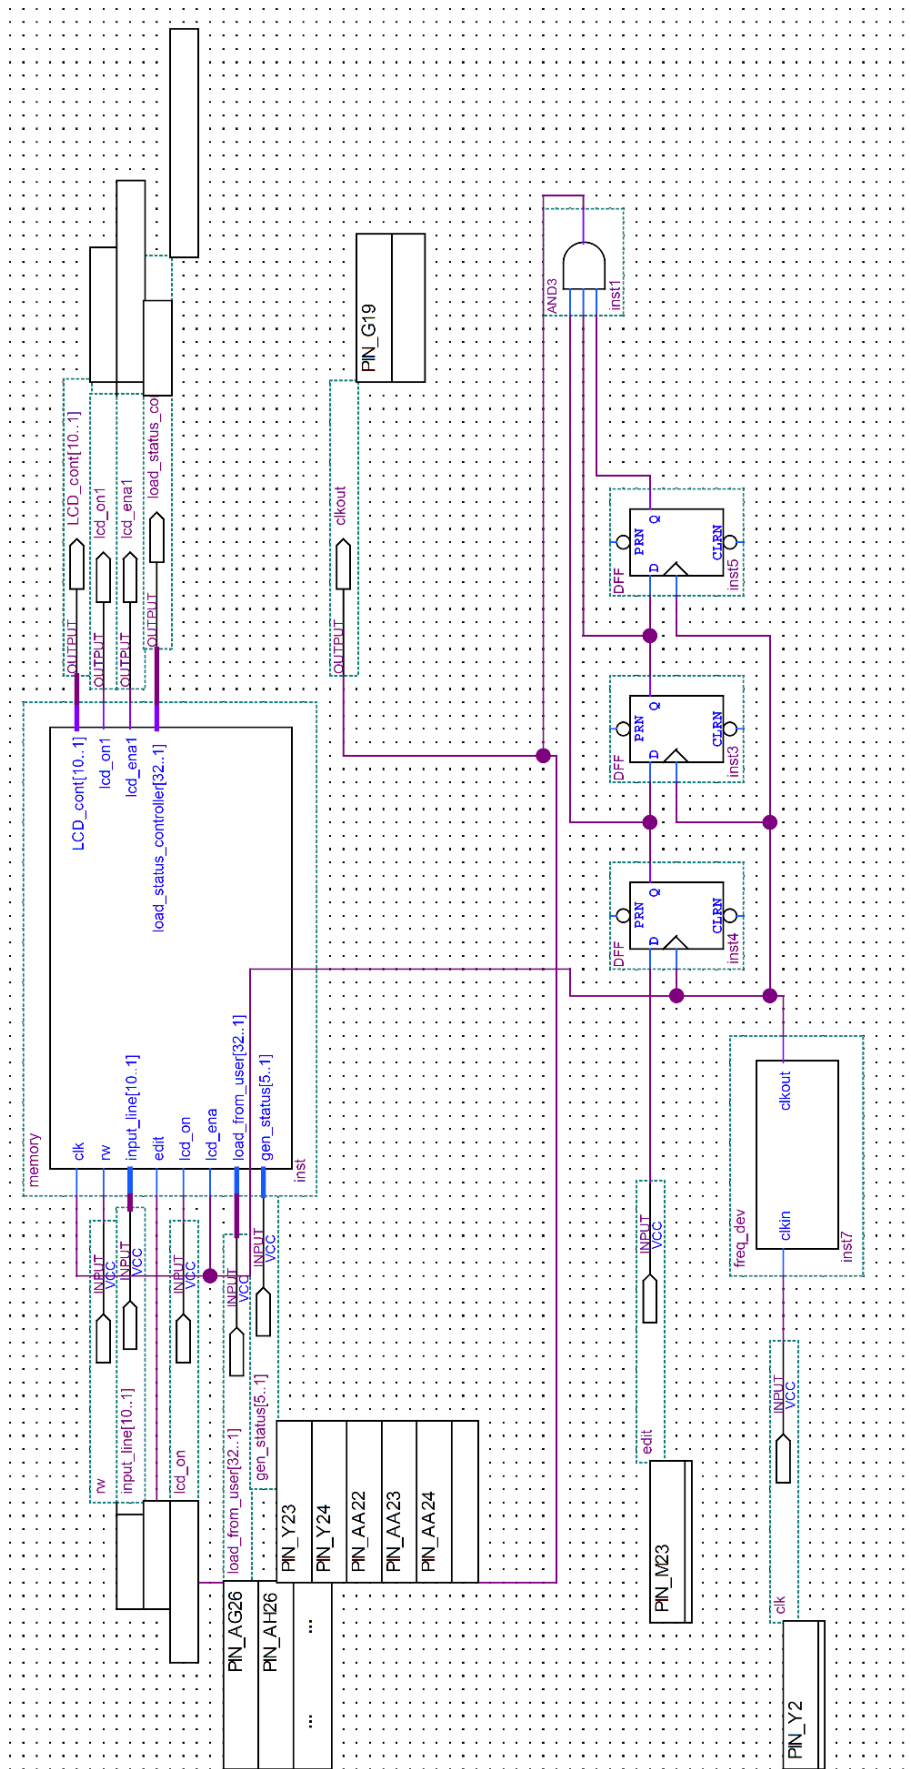 memory
clk
rw
input_line[10..1]
edit
lcd_on
lcd_ena
load_from_user[32..1]
gen_status[5..1]
LCD_cont[10..1]
lcd_on1
lcd_ena1
load_status_controller[32..1]
inst
OUTPUT
LCD_cont[10..1]
OUTPUT
lcd_on1
OUTPUT
lcd_ena1
OUTPUT
load_status_co
OUTPUT
clkout
PIN_G19
rw
INPUT
VCC
input_line[10..1]
INPUT
VCC
lcd_on
INPUT
VCC
load_from_user[32..1]
INPUT
VCC
gen_status[5..1]
INPUT
VCC
PIN_Y23
PIN_Y24
PIN_AA22
PIN_AA23
PIN_AA24
PIN_AG26
PIN_AH26
...
...
AND3
inst1
DFF
PRN
D
Q
CLRN
inst4
DFF
PRN
D
Q
CLRN
inst3
DFF
PRN
D
Q
CLRN
inst5
edit
INPUT
VCC
PIN_M23
freq_dev
clkin
clkout
inst7
clk
INPUT
VCC
PIN_Y2